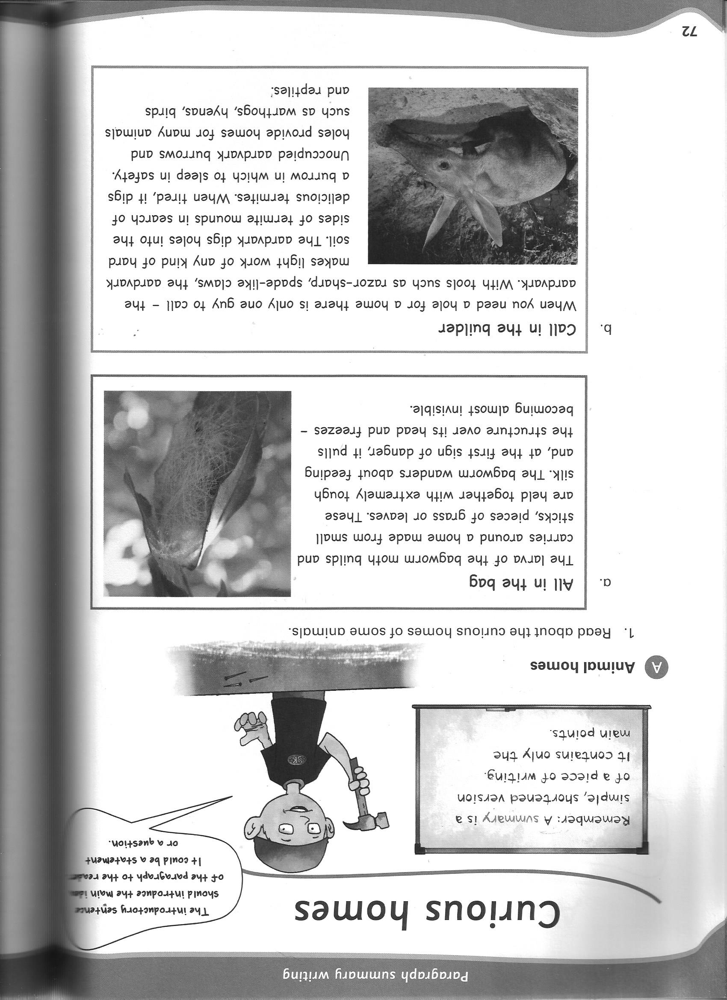 Paragraph summary writing
Curious homes
The introductory sentence
should introduce the main
of the paragraph to the
It could be a statement
or a question.
Remember: A summary is a
simple, shortened version
of a piece of writing.
It contains only the
main points.
SK
A Animal homes
1. Read about the curious homes of some animals.
a. All in the bag
The larva of the bagworm moth builds and
carries around a home made from small
sticks, pieces of grass or leaves. These
are held together with extremely tough
silk. The bagworm wanders about feeding
and, at the first sign of danger, it pulls
the structure over its head and freezes –
becoming almost invisible.
b. Call in the builder
When you need a hole for a home there is only one guy to call – the
aardvark. With tools such as razor-sharp, spade-like claws, the aardvark
makes light work of any kind of hard
soil. The aardvark digs holes into the
sides of termite mounds in search of
delicious termites. When tired, it digs
a burrow in which to sleep in safety.
Unoccupied aardvark burrows and
holes provide homes for many animals
such as warthogs, hyenas, birds
and reptiles.
72